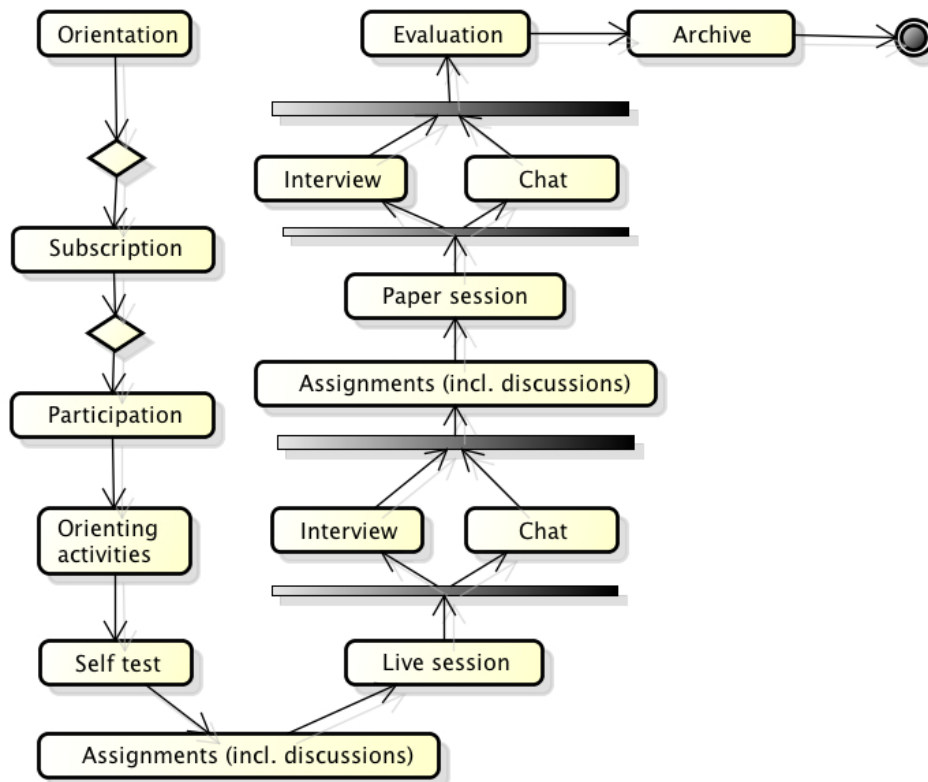 Orientation
Subscription
Participation
Orienting
activities
Self test
Assignments (incl. discussions)
Live session
Interview
Chat
Assignments (incl. discussions)
Paper session
Interview
Chat
Evaluation
Archive